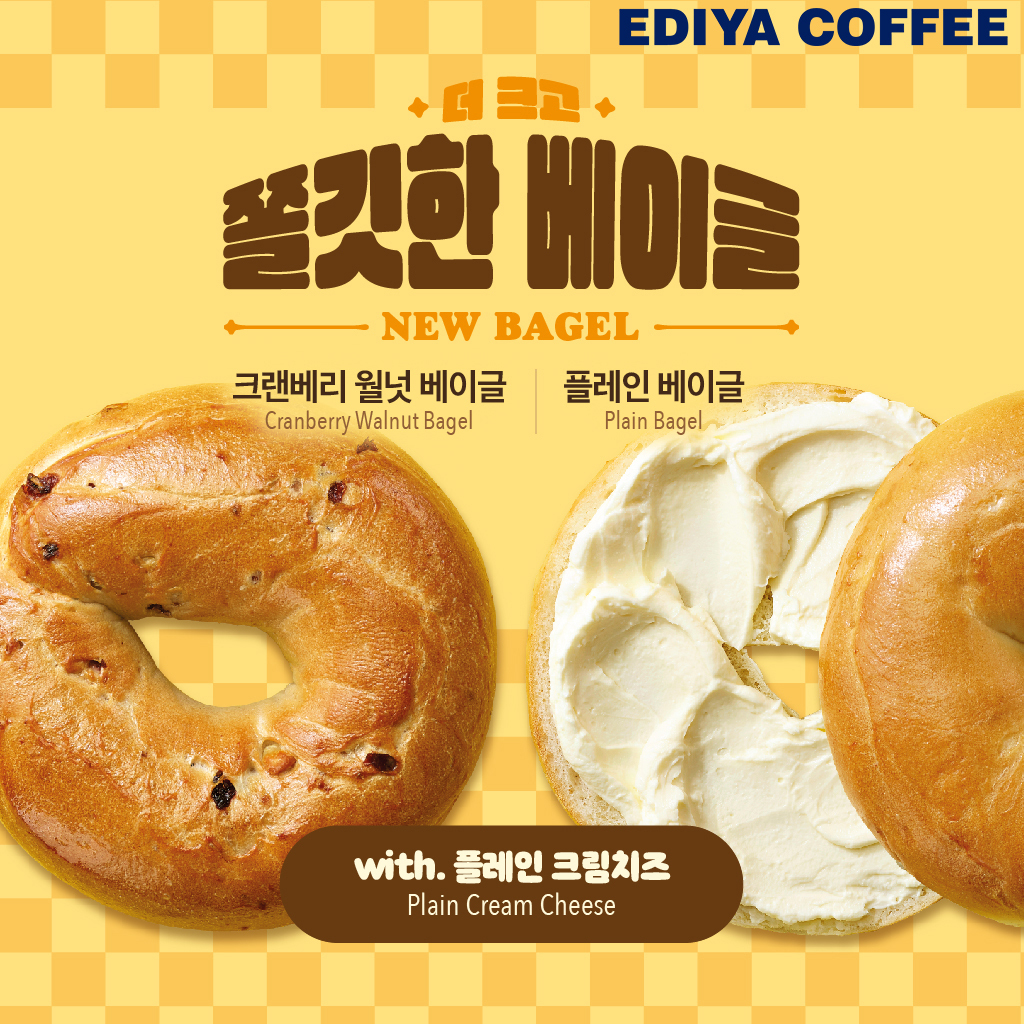 EDIYA COFFEE
더 크고
쫄깃한 베이글
NEW BAGEL
크랜베리 월넛 베이글
Cranberry Walnut Bagel
플레인 베이글
Plain Bagel
with. 플레인 크림치즈
Plain Cream Cheese